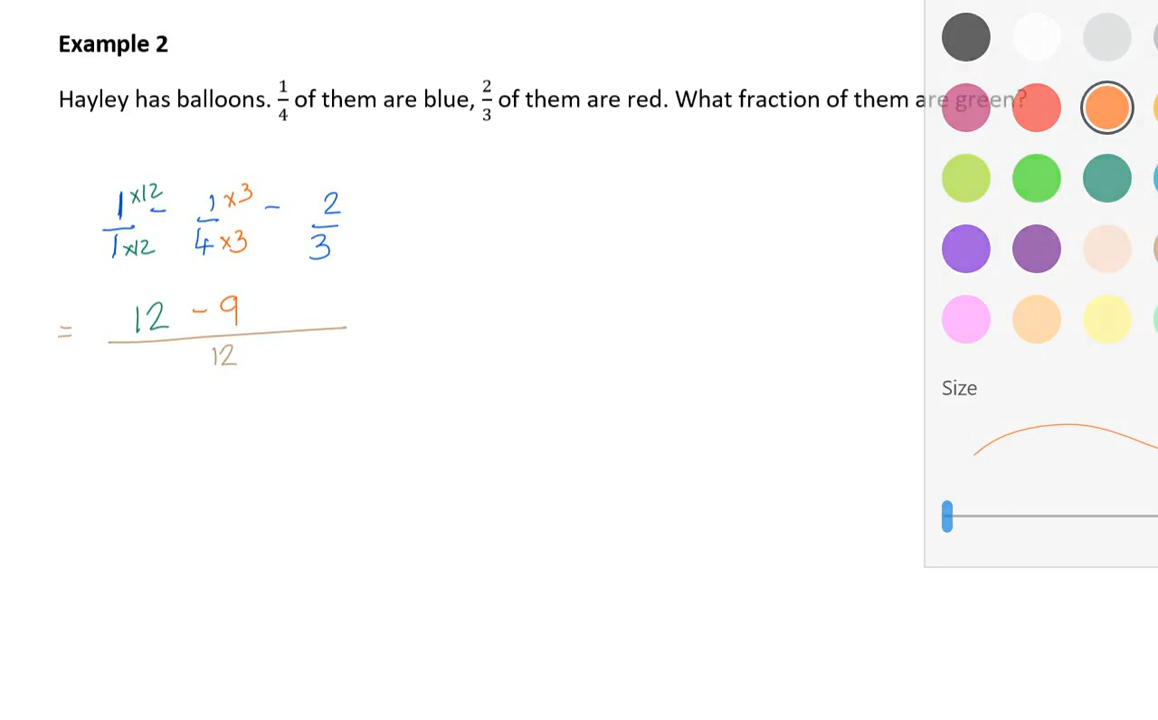 Example 2
Hayley has balloons. 1/4 of them are blue, 2/3 of them are red. What fraction of them are green?
1×12/1×12 - 1×3/4×3 - 2/3
= 12 - 9/12
Size